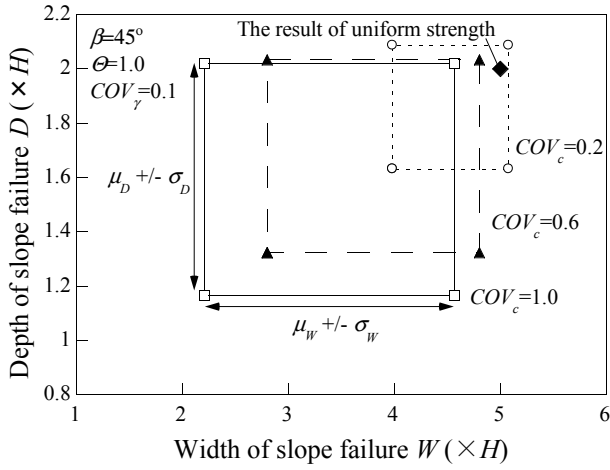 2.2
2
1.8
1.6
1.4
1.2
1
0.8
Depth of slope failure D (×H)
β=45°
Θ=1.0
COVγ=0.1
The result of uniform strength
COVc=0.2
COVc=0.6
COVc=1.0
μD +/- σD
μW +/- σW
1 2 3 4 5 6
Width of slope failure W (×H)